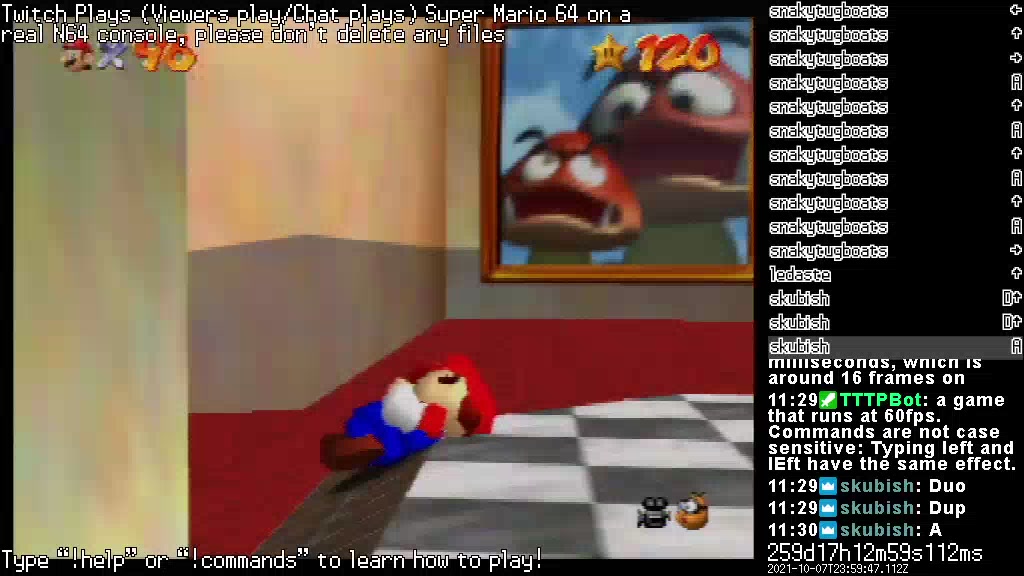 Twitch Plays (Viewers play/Chat plays) Super Mario 64 on a
real N64 console, please don't delete any files
120
snakytugboats ←
snakytugboats ↑
snakytugboats →
snakytugboats A
snakytugboats ↑
snakytugboats A
snakytugboats ↑
snakytugboats A
snakytugboats ↑
snakytugboats A
snakytugboats →
ledaste ↑
skubish D↑
skubish D↑
skubish A
milliseconds, which is
around 16 frames on
11:29 TTTPBot: a game
that runs at 60fps.
Commands are not case
sensitive: Typing left and
lEft have the same effect.
11:29 skubish: Duo
11:29 skubish: Dup
11:30 skubish: A
259d17h12m59s112ms
2021-10-07T23:59:47.112Z
Type "!help" or "!commands" to learn how to play!